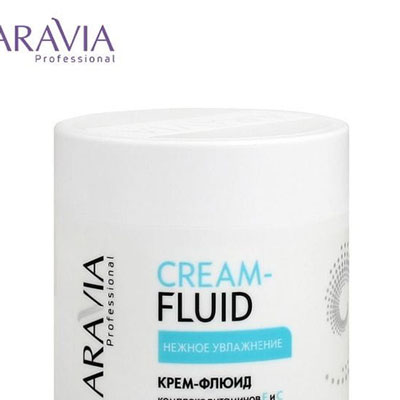 ARAVIA
Professional
ARAVIA
Professional
CREAM-
FLUID
НЕЖНОЕ УВЛАЖНЕНИЕ
КРЕМ-ФЛЮИД
E и C